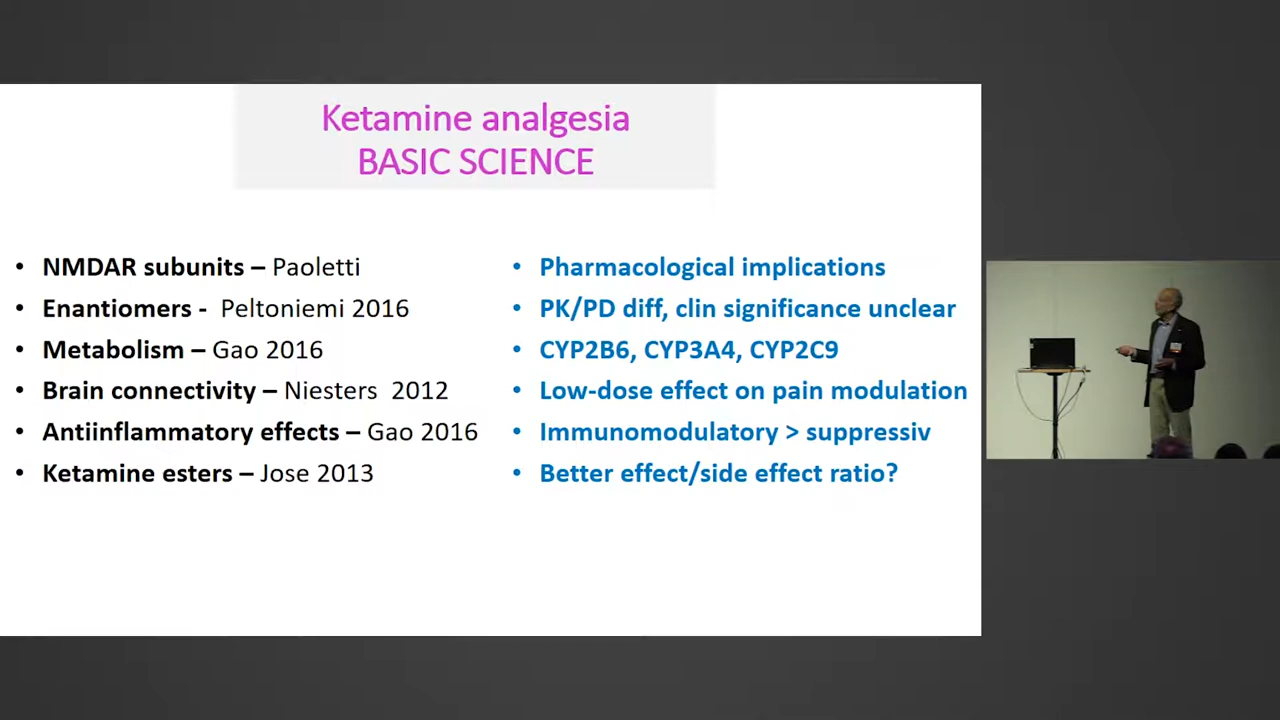 Ketamine analgesia
BASIC SCIENCE
• NMDAR subunits – Paoletti
• Enantiomers - Peltoniemi 2016
• Metabolism – Gao 2016
• Brain connectivity – Niesters 2012
• Antiinflammatory effects – Gao 2016
• Ketamine esters – Jose 2013
• Pharmacological implications
• PK/PD diff, clin significance unclear
• CYP2B6, CYP3A4, CYP2C9
• Low-dose effect on pain modulation
• Immunomodulatory > suppressiv
• Better effect/side effect ratio?